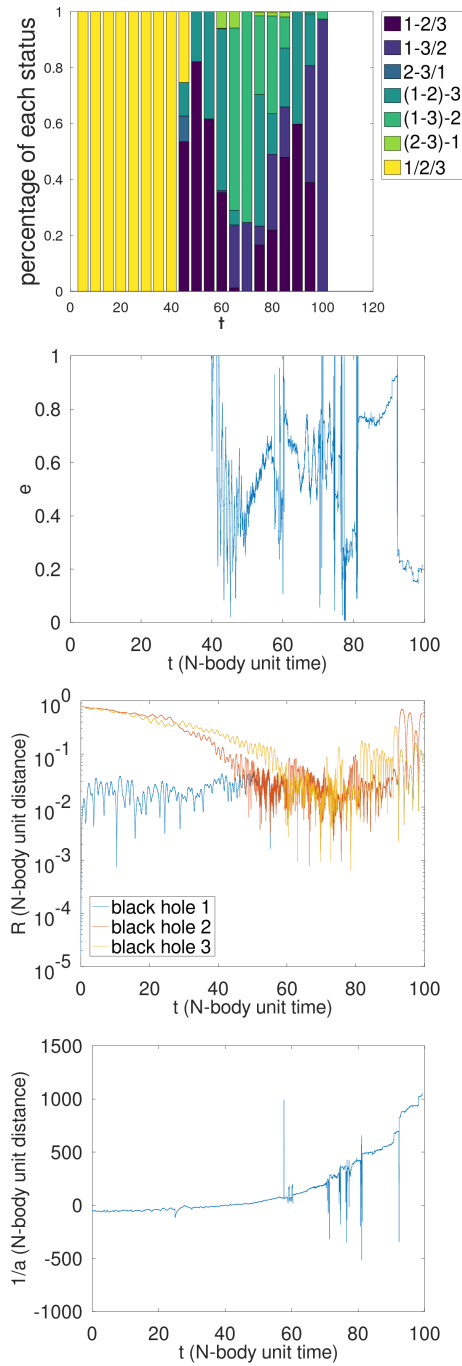 percentage of each status
1
0.8
0.6
0.4
0.2
0
0 20 40 60 80 100 120
t
1-2/3
1-3/2
2-3/1
(1-2)-3
(1-3)-2
(2-3)-1
1/2/3
e
1
0.8
0.6
0.4
0.2
0
0 20 40 60 80 100
t (N-body unit time)
R (N-body unit distance)
10^0
10^-1
10^-2
10^-3
10^-4
10^-5
black hole 1
black hole 2
black hole 3
0 20 40 60 80 100
t (N-body unit time)
1/a (N-body unit distance)
1500
1000
500
0
-500
-1000
0 20 40 60 80 100
t (N-body unit time)